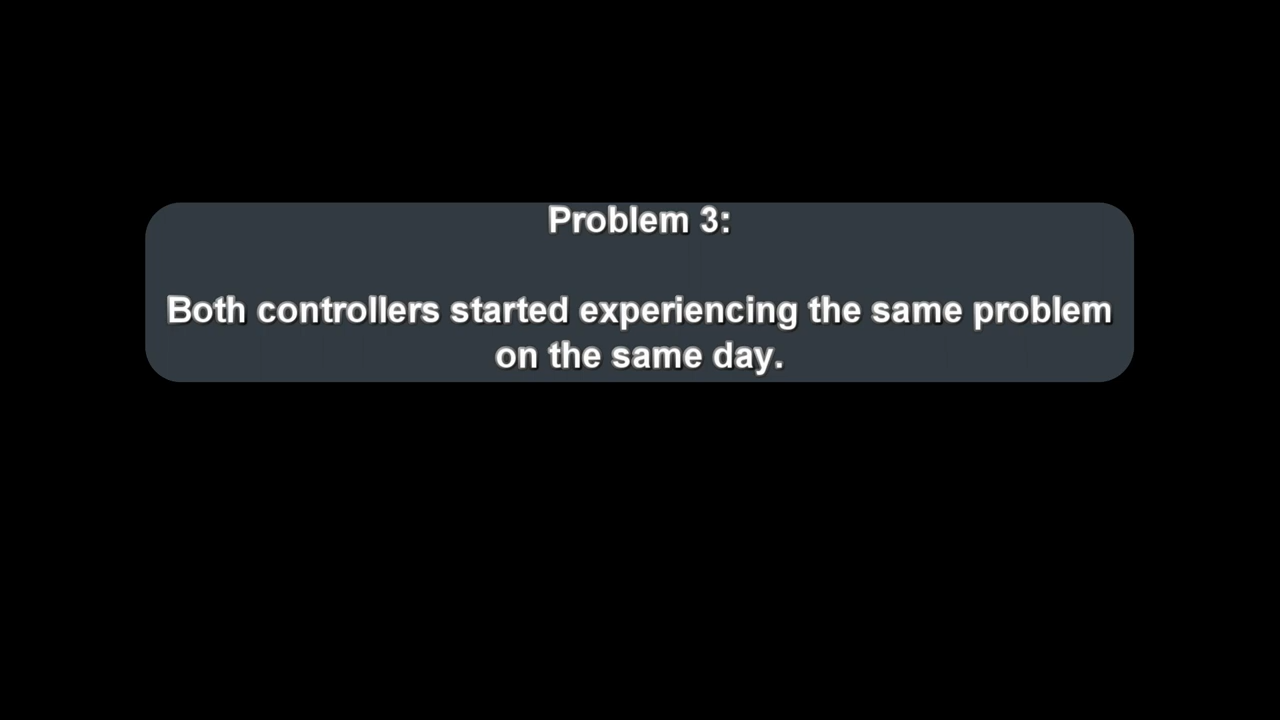 Problem 3:
Both controllers started experiencing the same problem
on the same day.